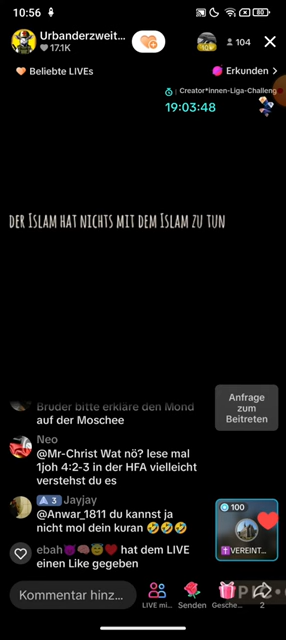 10:56
80
Urbanderzweit...
17.1K
104
Beliebte LIVEs
Erkunden >
Creator*innen-Liga-Challeng
19:03:48
DER ISLAM HAT NICHTS MIT DEM ISLAM ZU TUN
Anfrage
zum
Beitreten
Bruder bitte erkläre den Mond
auf der Moschee
Neo
@Mr-Christ Wat nö? lese mal
1joh 4:2-3 in der HFA vielleicht
verstehst du es
3 Jayjay
@Anwar_1811 du kannst ja
nicht mol dein kuran 🤣🤣🤣
100
VEREINT...
ebah😈🧠😇❤️ hat dem LIVE
einen Like gegeben
Kommentar hinz...
LIVE mi...
Senden
Gesche...
2